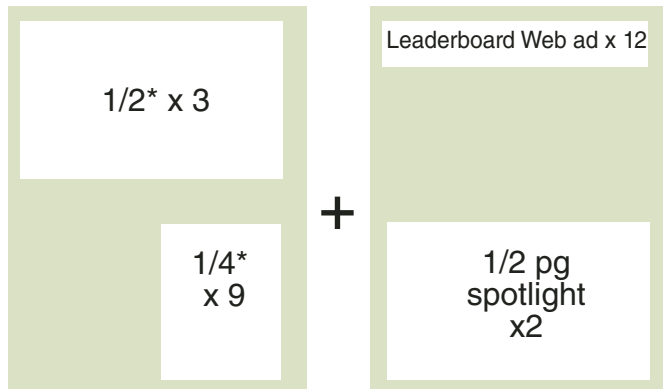 1/2* x 3
1/4*
x 9
+
Leaderboard Web ad x 12
1/2 pg
spotlight
x2